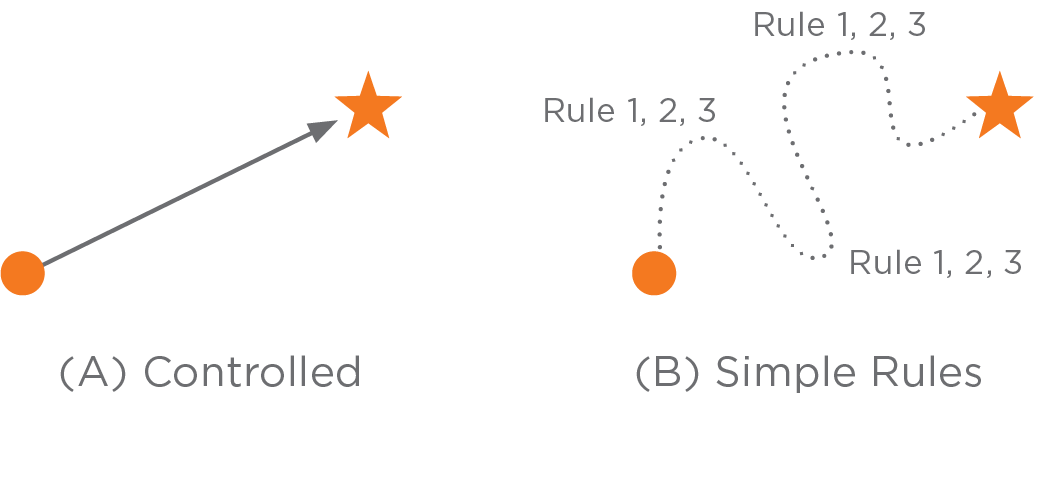 Rule 1, 2, 3
Rule 1, 2, 3
Rule 1, 2, 3
(A) Controlled
(B) Simple Rules